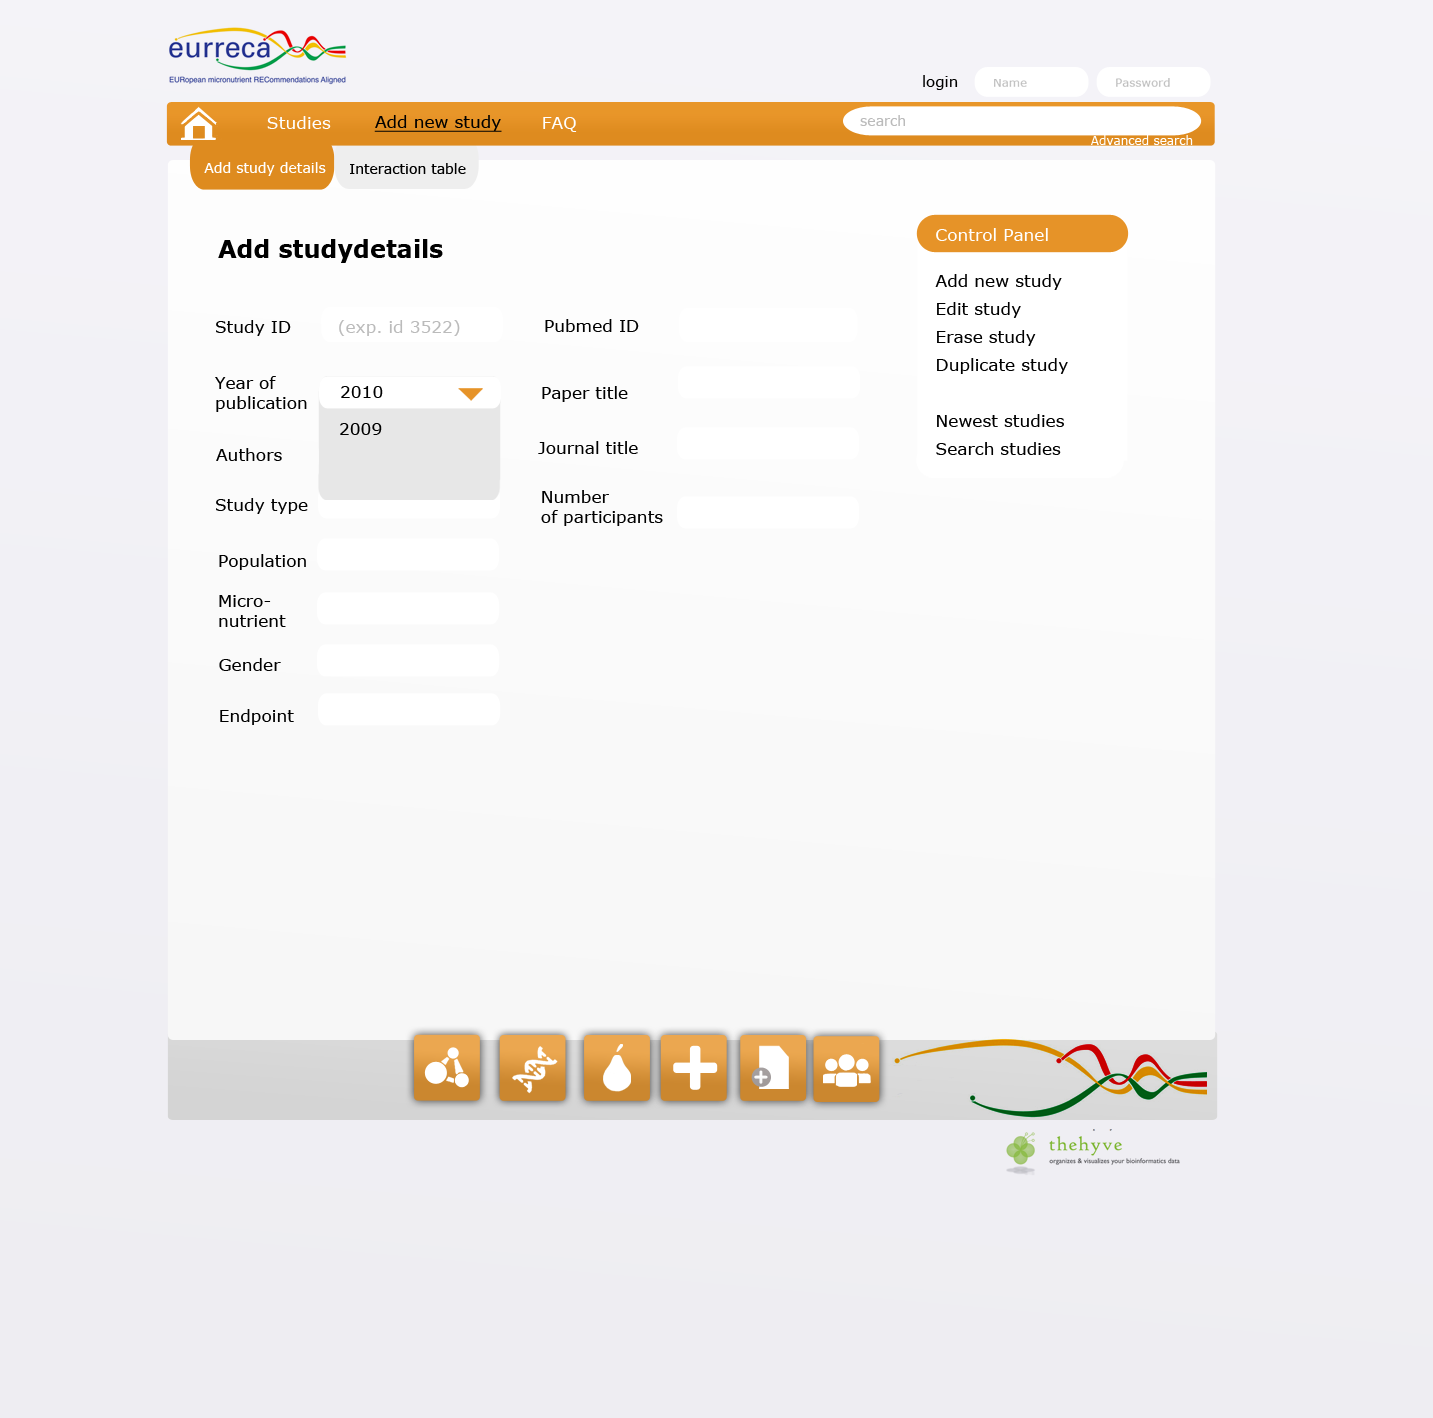 eurreca
EURopean micronutrient RECommendations Aligned
login
Name
Password
Studies
Add new study
FAQ
search
Advanced search
Add study details
Interaction table
Add studydetails
Study ID
(exp. id 3522)
Year of
publication
2010
2009
Authors
Study type
Population
Micro-
nutrient
Gender
Endpoint
Pubmed ID
Paper title
Journal title
Number
of participants
Control Panel
Add new study
Edit study
Erase study
Duplicate study
Newest studies
Search studies
thehyve
organizes & visualizes your bioinformatics data